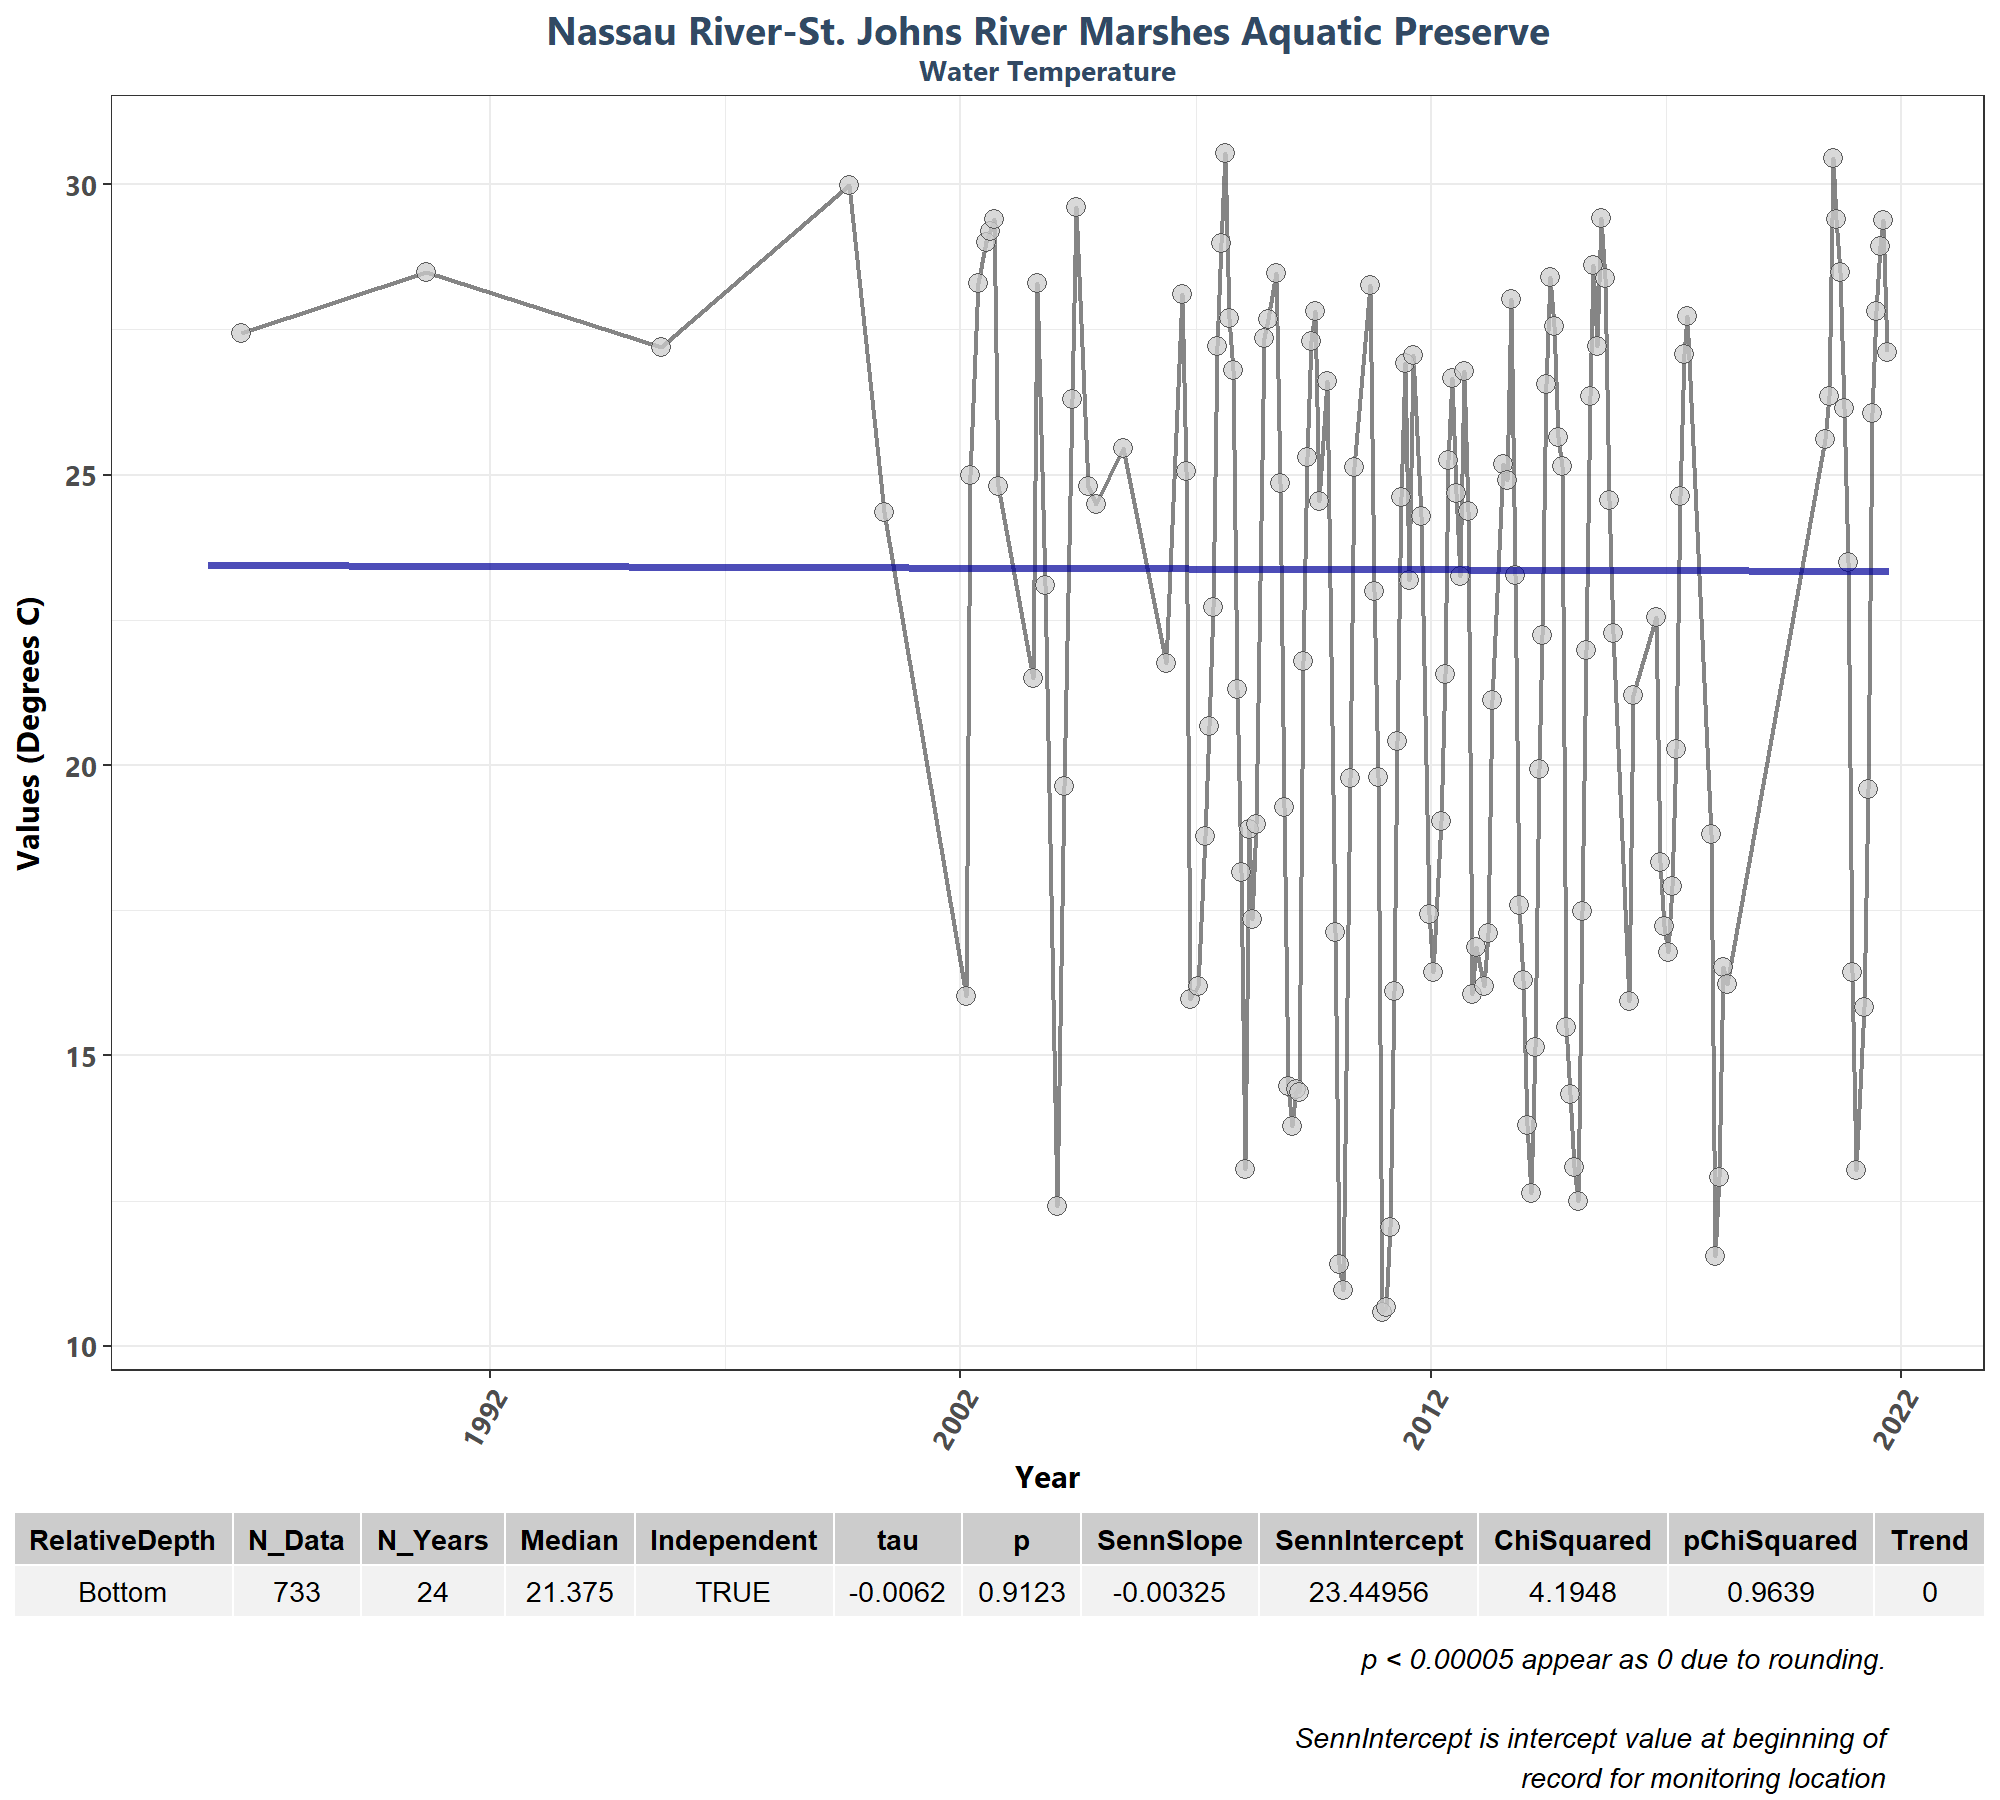 Nassau River-St. Johns River Marshes Aquatic Preserve
Water Temperature
Values (Degrees C)
30
25
20
15
10
1992
2002
2012
2022
Year
RelativeDepth N_Data N_Years Median Independent tau p SennSlope SennIntercept ChiSquared pChiSquared Trend
Bottom 733 24 21.375 TRUE -0.0062 0.9123 -0.00325 23.44956 4.1948 0.9639 0
p < 0.00005 appear as 0 due to rounding.
SennIntercept is intercept value at beginning of
record for monitoring location